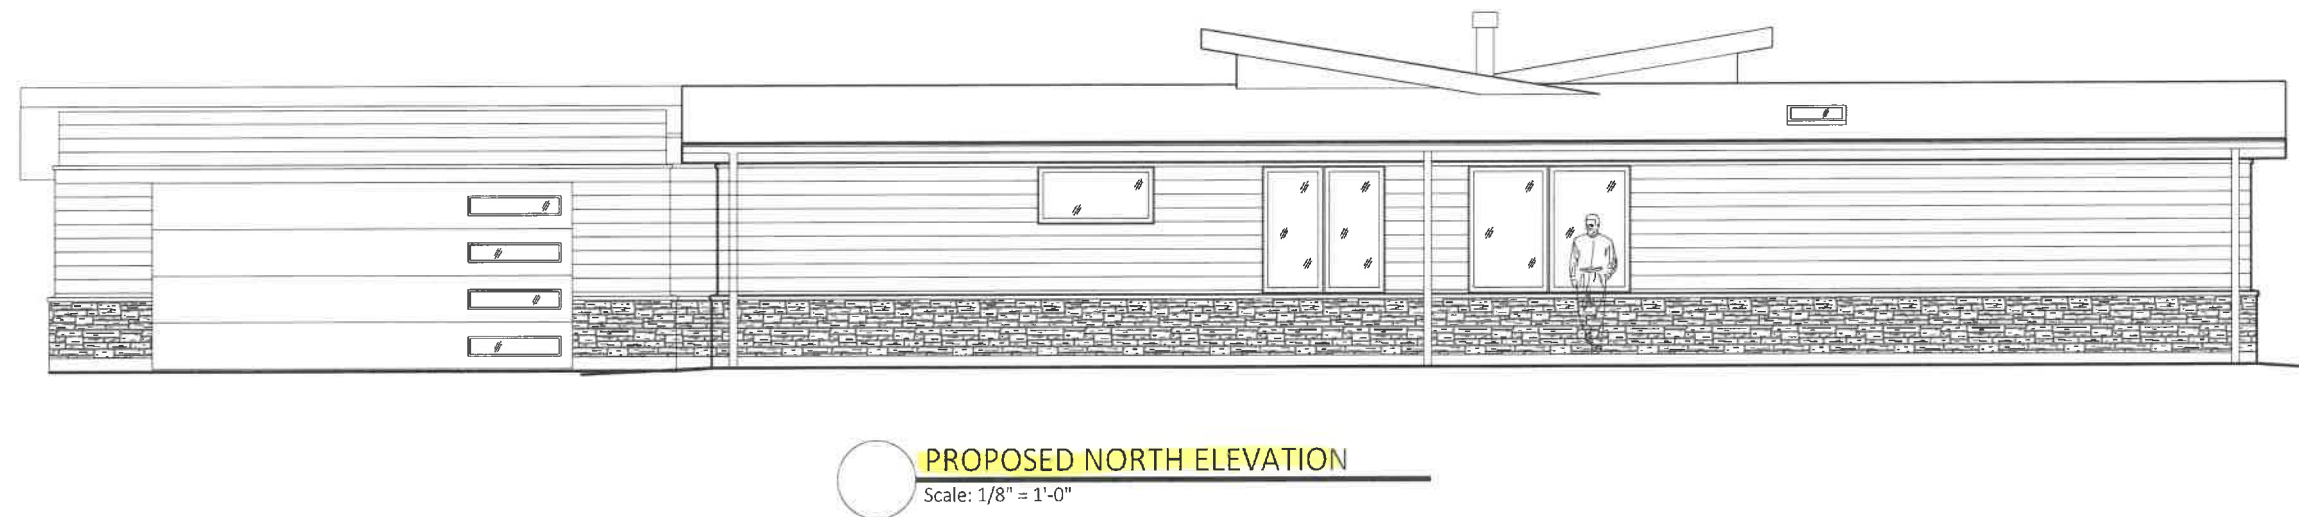 PROPOSED NORTH ELEVATION
Scale: 1/8" = 1'-0"